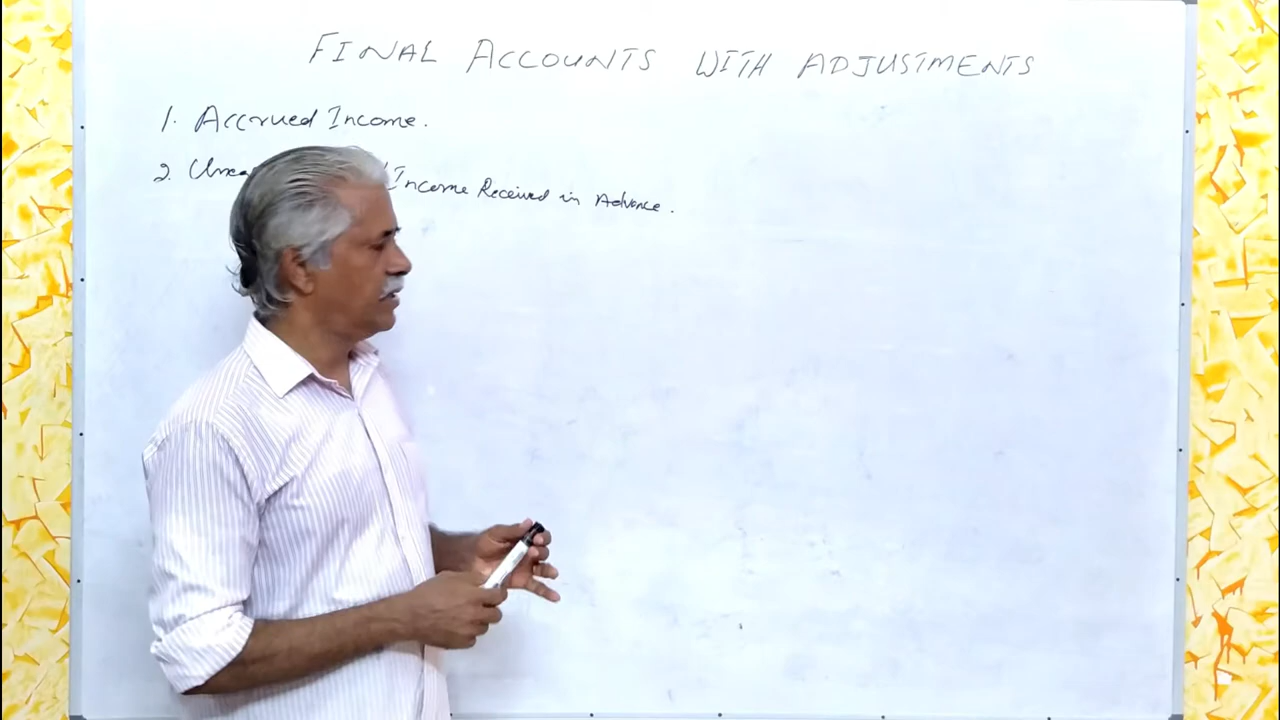 FINAL ACCOUNTS WITH ADJUSTMENTS
1. Accrued Income.
2. Income Received in Advance.